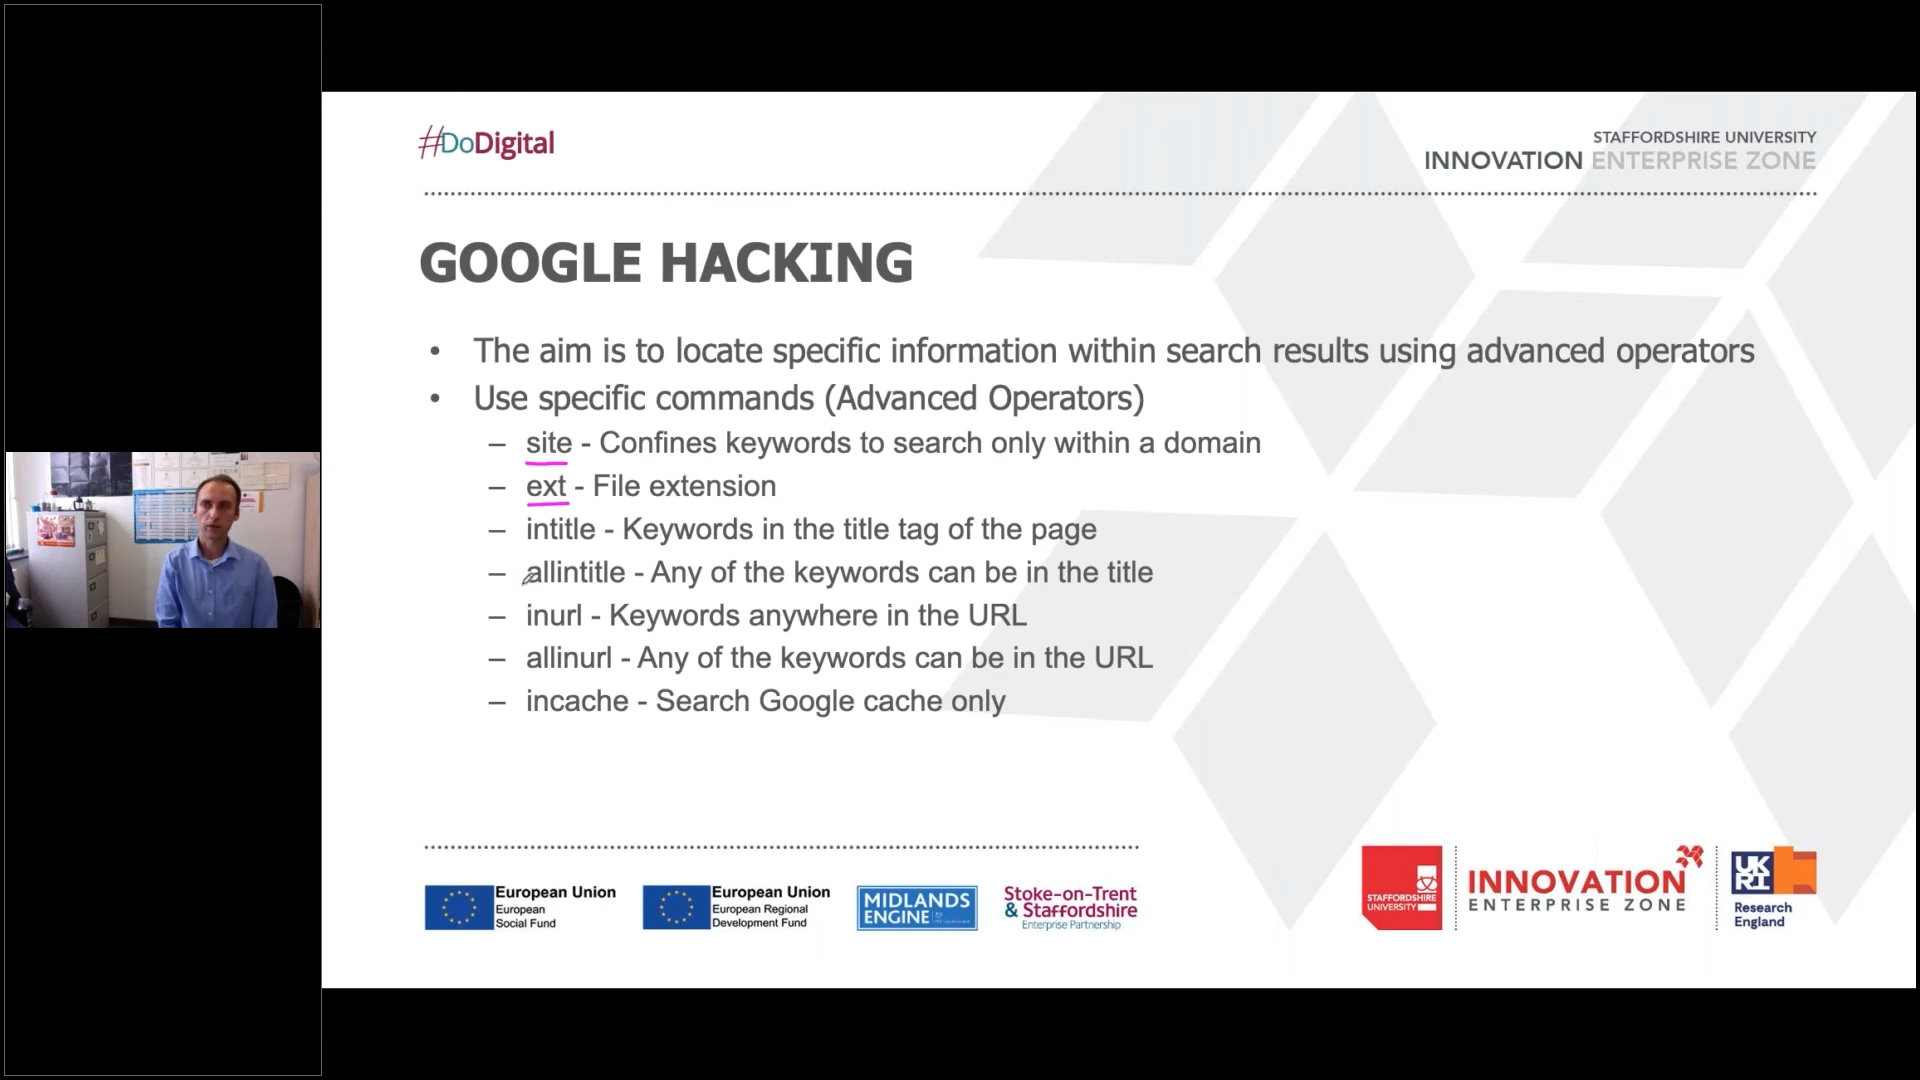 #DoDigital
STAFFORDSHIRE UNIVERSITY
INNOVATION ENTERPRISE ZONE
GOOGLE HACKING
• The aim is to locate specific information within search results using advanced operators
• Use specific commands (Advanced Operators)
– site - Confines keywords to search only within a domain
– ext - File extension
– intitle - Keywords in the title tag of the page
– allintitle - Any of the keywords can be in the title
– inurl - Keywords anywhere in the URL
– allinurl - Any of the keywords can be in the URL
– incache - Search Google cache only
European Union
European
Social Fund
European Union
European Regional
Development Fund
MIDLANDS
ENGINE
Stoke-on-Trent
& Staffordshire
Enterprise Partnership
STAFFORDSHIRE
UNIVERSITY
INNOVATION
ENTERPRISE ZONE
UK
RI
Research
England